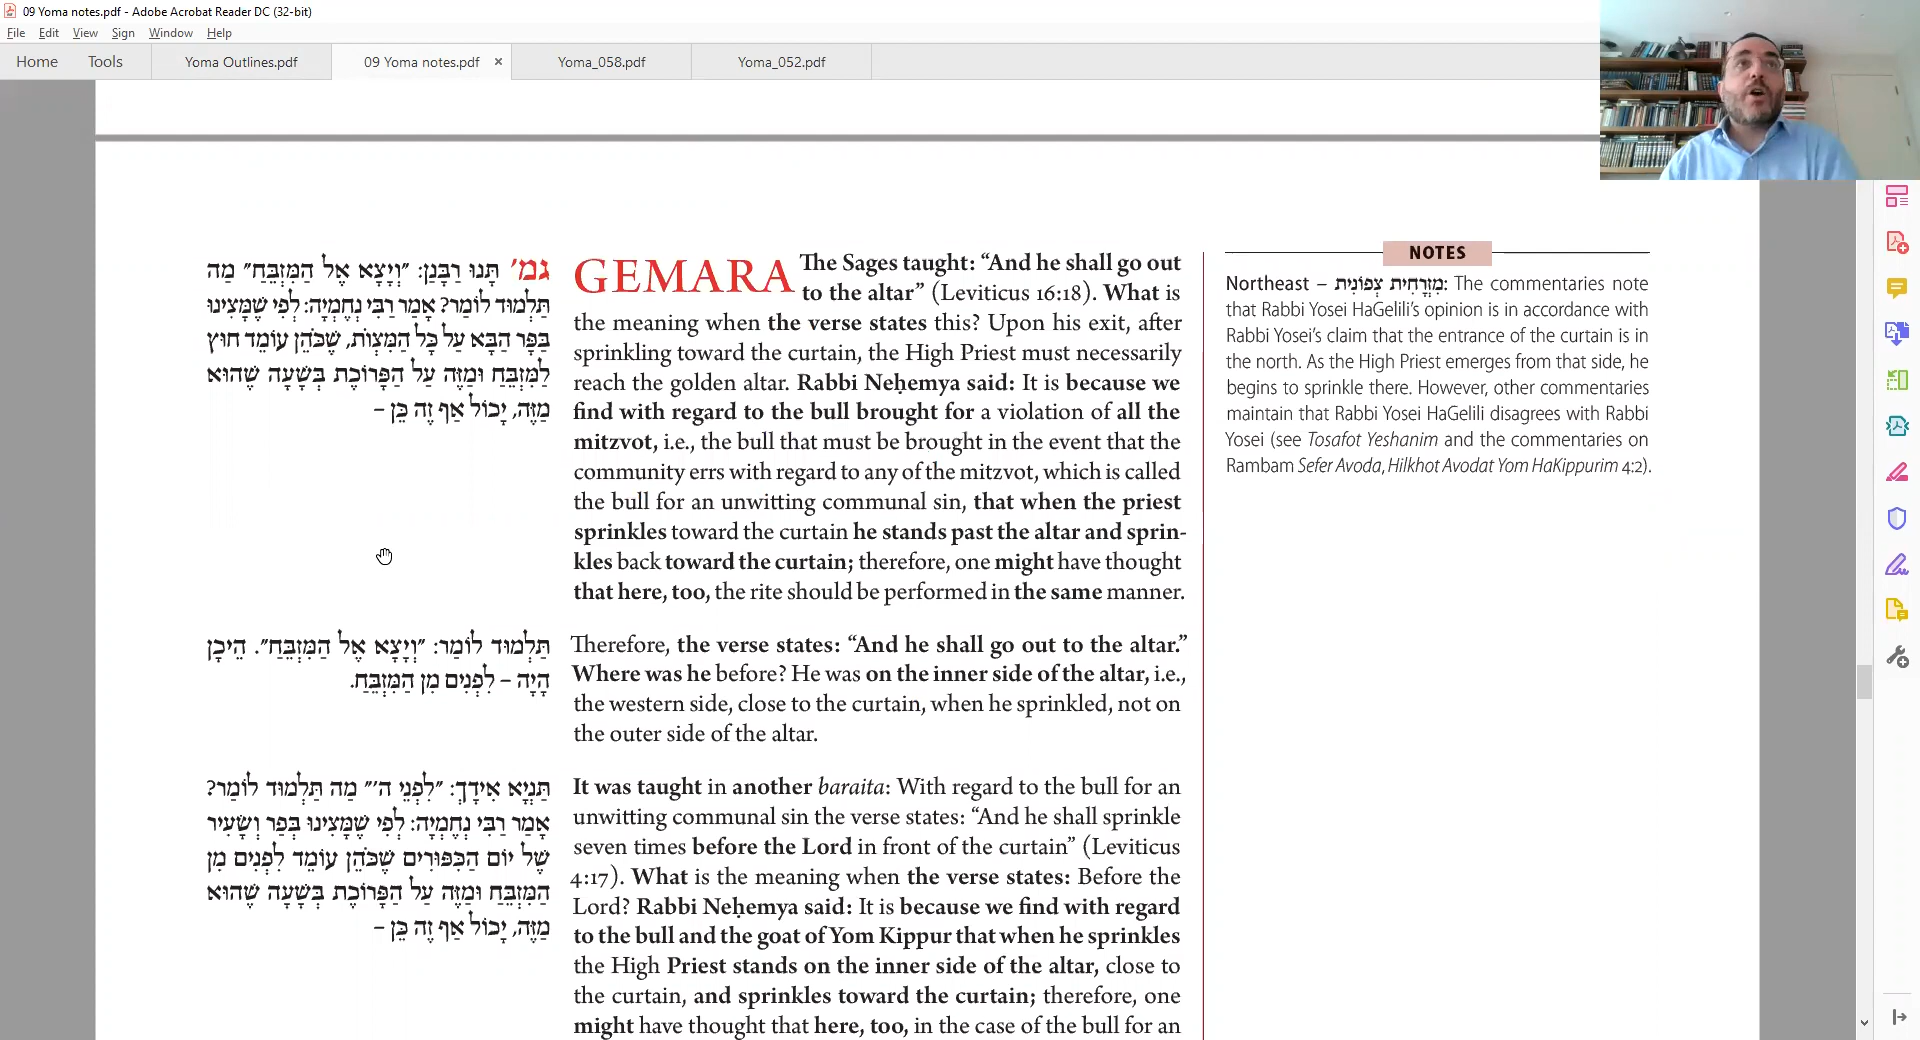 09 Yoma notes.pdf - Adobe Acrobat Reader DC (32-bit)
File Edit View Sign Window Help
Home Tools Yoma Outlines.pdf 09 Yoma notes.pdf × Yoma_058.pdf Yoma_052.pdf
גמ׳ תָּנוּ רַבָּנַן: ״וְיָצָא אֶל הַמִּזְבֵּחַ״ מָה
תַּלְמוּד לוֹמַר? אָמַר רַבִּי נְחֶמְיָה: לְפִי שֶׁמָּצִינוּ
בְּפָר הַבָּא עַל כָּל הַמִּצְוֹת, שֶׁכֹּהֵן עוֹמֵד חוּץ
לַמִּזְבֵּחַ וּמַזֶּה עַל הַפָּרוֹכֶת בְּשָׁעָה שֶׁהוּא
מַזֶּה, יָכוֹל אַף זֶה כֵּן –
GEMARA The Sages taught: “And he shall go out
to the altar” (Leviticus 16:18). What is
the meaning when the verse states this? Upon his exit, after
sprinkling toward the curtain, the High Priest must necessarily
reach the golden altar. Rabbi Neḥemya said: It is because we
find with regard to the bull brought for a violation of all the
mitzvot, i.e., the bull that must be brought in the event that the
community errs with regard to any of the mitzvot, which is called
the bull for an unwitting communal sin, that when the priest
sprinkles toward the curtain he stands past the altar and sprin-
kles back toward the curtain; therefore, one might have thought
that here, too, the rite should be performed in the same manner.
תַּלְמוּד לוֹמַר: ״וְיָצָא אֶל הַמִּזְבֵּחַ״. הֵיכָן
הָיָה – לִפְנִים מִן הַמִּזְבֵּחַ.
Therefore, the verse states: “And he shall go out to the altar.”
Where was he before? He was on the inner side of the altar, i.e.,
the western side, close to the curtain, when he sprinkled, not on
the outer side of the altar.
תַּנְיָא אִידָךְ: ״לִפְנֵי ה׳״ מַה תַּלְמוּד לוֹמַר?
אָמַר רַבִּי נְחֶמְיָה: לְפִי שֶׁמָּצִינוּ בְּפַר וְשָׂעִיר
שֶׁל יוֹם הַכִּפּוּרִים שֶׁכֹּהֵן עוֹמֵד לִפְנִים מִן
הַמִּזְבֵּחַ וּמַזֶּה עַל הַפָּרוֹכֶת בְּשָׁעָה שֶׁהוּא
מַזֶּה, יָכוֹל אַף זֶה כֵּן –
It was taught in another baraita: With regard to the bull for an
unwitting communal sin the verse states: “And he shall sprinkle
seven times before the Lord in front of the curtain” (Leviticus
4:17). What is the meaning when the verse states: Before the
Lord? Rabbi Neḥemya said: It is because we find with regard
to the bull and the goat of Yom Kippur that when he sprinkles
the High Priest stands on the inner side of the altar, close to
the curtain, and sprinkles toward the curtain; therefore, one
might have thought that here, too, in the case of the bull for an
NOTES
Northeast – מִזְרָחִית צְפוֹנִית: The commentaries note
that Rabbi Yosei HaGelili’s opinion is in accordance with
Rabbi Yosei’s claim that the entrance of the curtain is in
the north. As the High Priest emerges from that side, he
begins to sprinkle there. However, other commentaries
maintain that Rabbi Yosei HaGelili disagrees with Rabbi
Yosei (see Tosafot Yeshanim and the commentaries on
Rambam Sefer Avoda, Hilkhot Avodat Yom HaKippurim 4:2).